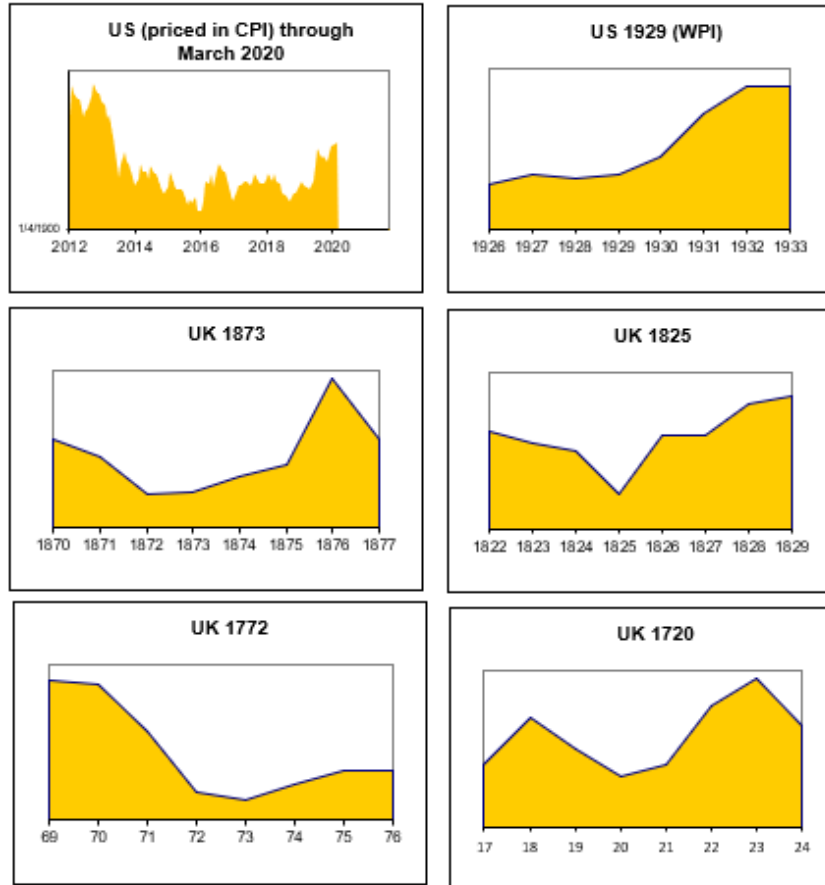 US (priced in CPI) through
March 2020
1/4/1900
2012 2014 2016 2018 2020
US 1929 (WPI)
1926 1927 1928 1929 1930 1931 1932 1933
UK 1873
1870 1871 1872 1873 1874 1875 1876 1877
UK 1825
1822 1823 1824 1825 1826 1827 1828 1829
UK 1772
69 70 71 72 73 74 75 76
UK 1720
17 18 19 20 21 22 23 24